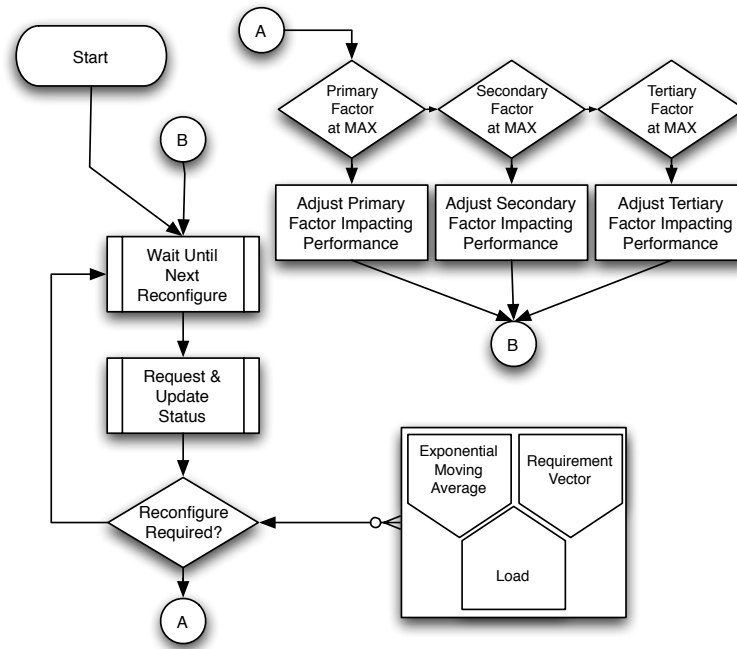 Start
B
Wait Until
Next
Reconfigure
Request &
Update
Status
Reconfigure
Required?
A
A
Primary
Factor
at MAX
Secondary
Factor
at MAX
Tertiary
Factor
at MAX
Adjust Primary
Factor Impacting
Performance
Adjust Secondary
Factor Impacting
Performance
Adjust Tertiary
Factor Impacting
Performance
B
Exponential
Moving
Average
Requirement
Vector
Load